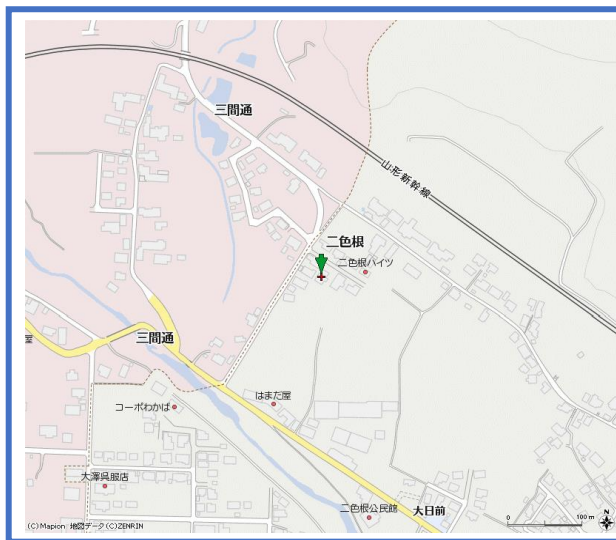 三間通
山形新幹線
二色根
二色根ハイツ
三間通
屋
はまだ屋
コーポわかば
大澤呉服店
二色根公民館
大日前
0
100 m
N
(C) Mapion 地図データ(C)ZENRIN